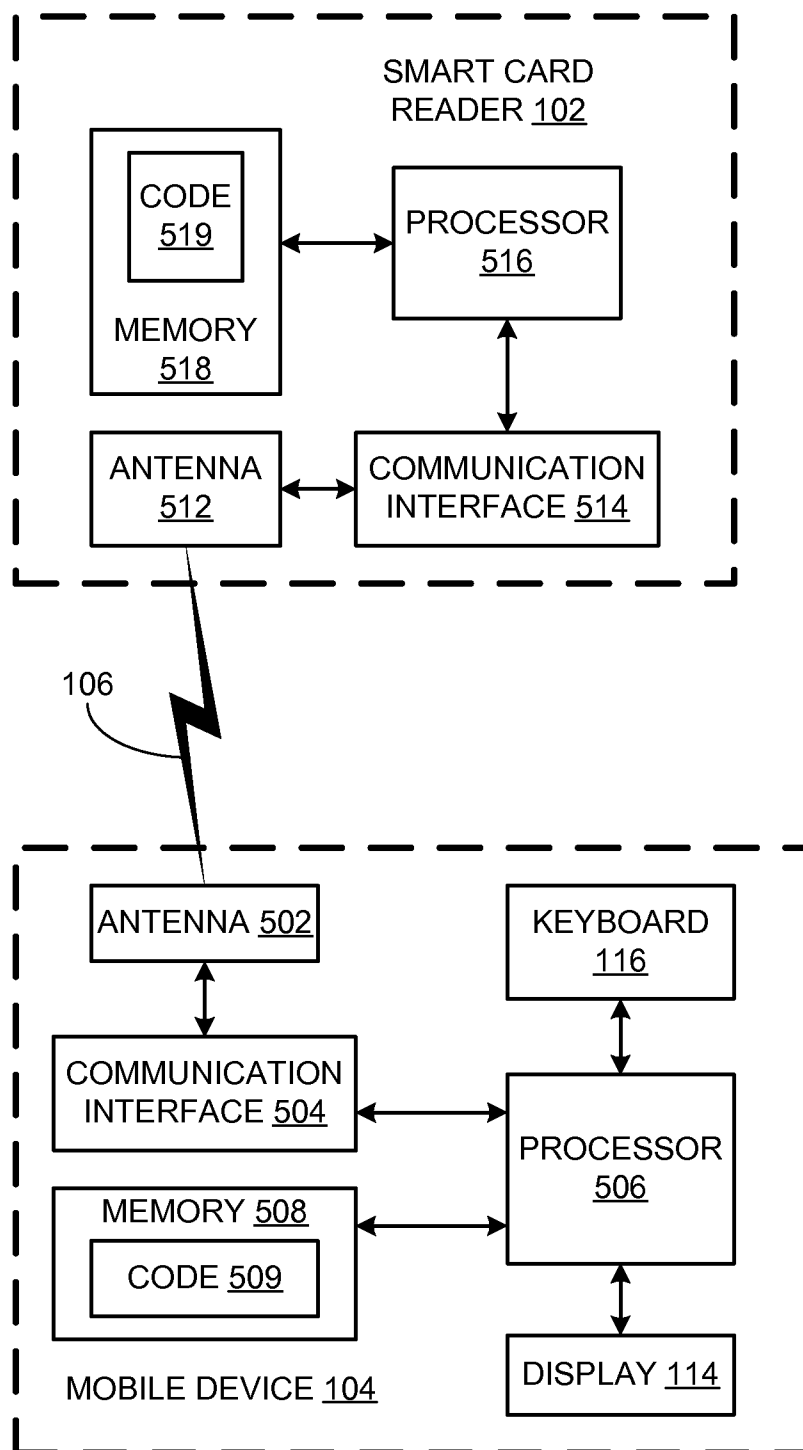 SMART CARD
READER 102
CODE
519
MEMORY
518
PROCESSOR
516
ANTENNA
512
COMMUNICATION
INTERFACE 514
106
ANTENNA 502
KEYBOARD
116
COMMUNICATION
INTERFACE 504
PROCESSOR
506
MEMORY 508
CODE 509
MOBILE DEVICE 104
DISPLAY 114